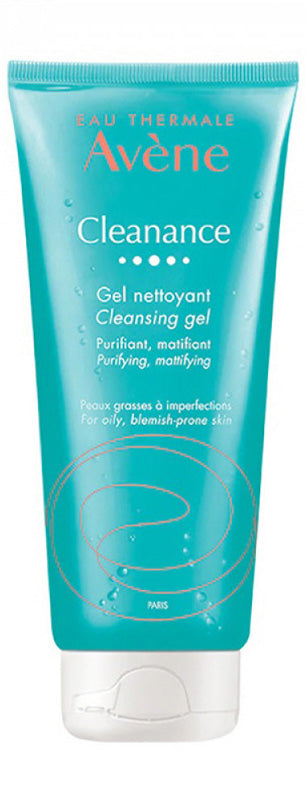 EAU THERMALE
Avène
Cleanance
Gel nettoyant
Cleansing gel
Purifiant, matifiant
Purifying, mattifying
Peaux grasses à imperfections
For oily, blemish-prone skin
PARIS